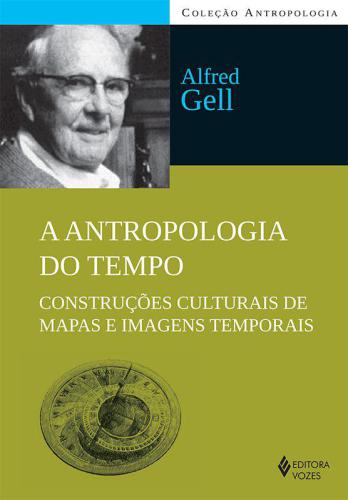 COLEÇÃO ANTROPOLOGIA
Alfred
Gell
A ANTROPOLOGIA
DO TEMPO
CONSTRUÇÕES CULTURAIS DE
MAPAS E IMAGENS TEMPORAIS
EDITORA
VOZES